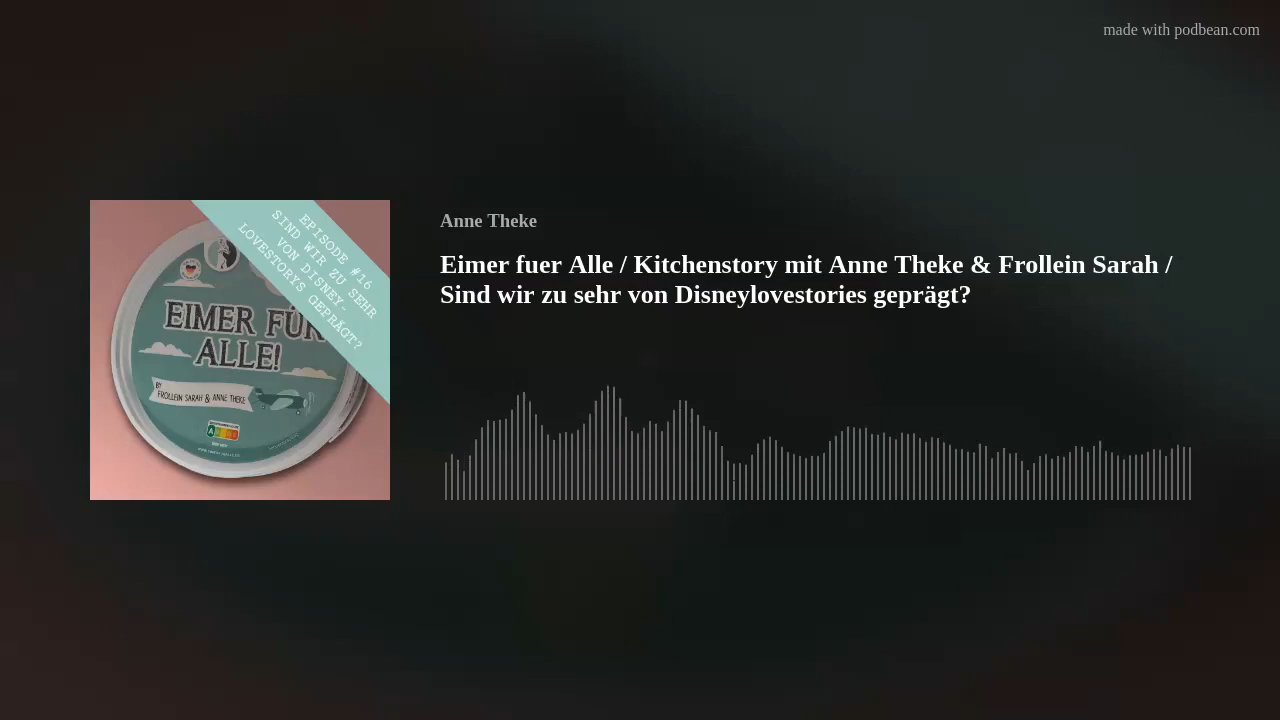 made with podbean.com
EPISODE #16
SIND WIR ZU SEHR
VON DISNEY-
LOVESTORYS GEPRÄGT?
EIMER FÜR
ALLE!
BY
FROLLEIN SARAH & ANNE THEKE
Anne Theke
Eimer fuer Alle / Kitchenstory mit Anne Theke & Frollein Sarah /
Sind wir zu sehr von Disneylovestories geprägt?